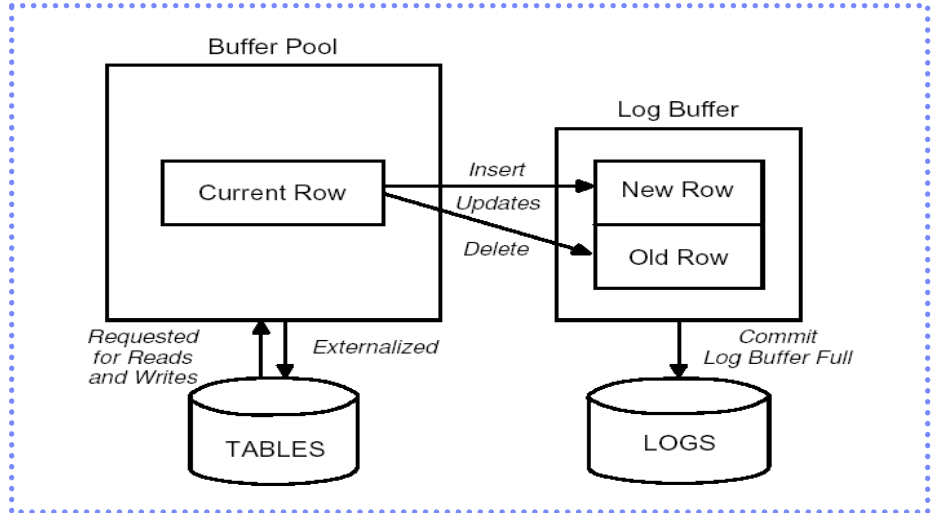 Buffer Pool
Log Buffer
Current Row
Insert
Updates
Delete
New Row
Old Row
Requested
for Reads
and Writes
Externalized
Commit
Log Buffer Full
TABLES
LOGS